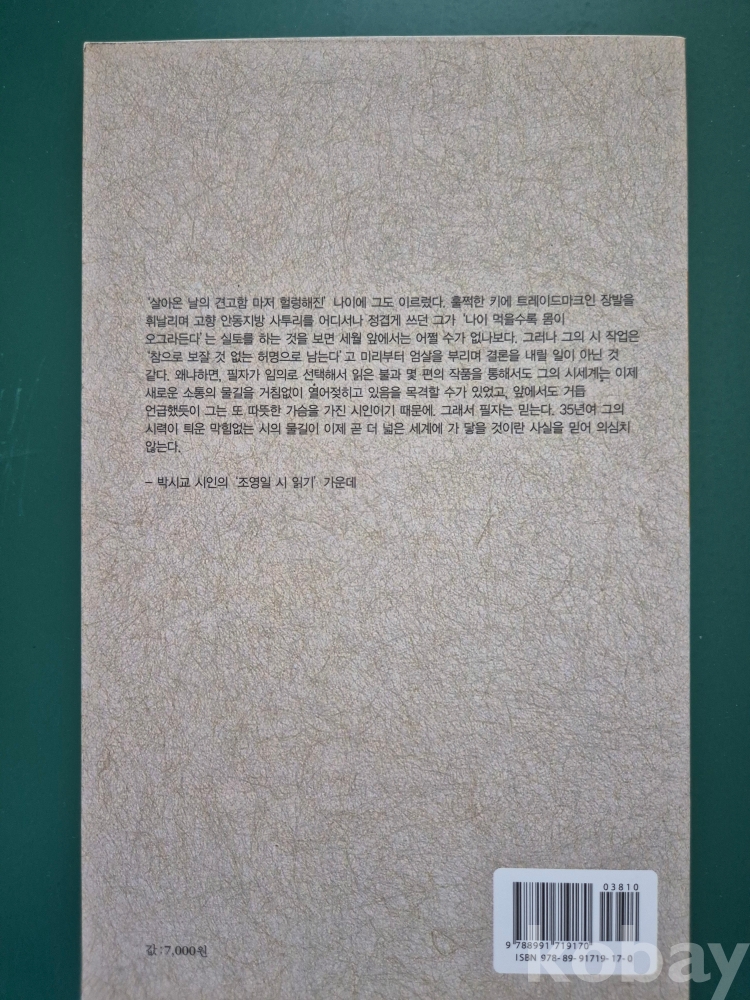 '살아온 날의 견고함 마저 헐렁해진' 나이에 그도 이르렀다. 훌쩍한 키에 트레이드마크인 장발을
휘날리며 고향 안동지방 사투리를 어디서나 정겹게 쓰던 그가 '나이 먹을수록 몸이
오그라든다'는 실토를 하는 것을 보면 세월 앞에서는 어쩔 수가 없나보다. 그러나 그의 시 작업은
'참으로 보잘 것 없는 허명으로 남는다'고 미리부터 엄살을 부리며 결론을 내릴 일이 아닌 것
같다. 왜냐하면, 필자가 임의로 선택해서 읽은 불과 몇 편의 작품을 통해서도 그의 시세계는 이제
새로운 소통의 물길을 거침없이 열어젖히고 있음을 목격할 수가 있었고, 앞에서도 거듭
언급했듯이 그는 또 따뜻한 가슴을 가진 시인이기 때문에. 그래서 필자는 믿는다. 35년여 그의
시력이 틔운 막힘없는 시의 물길이 이제 곧 더 넓은 세계에 가 닿을 것이란 사실을 믿어 의심치
않는다.
– 박시교 시인의 '조영일 시 읽기' 가운데
03810
9 788991 719170
ISBN 978-89-91719-17-0
값 : 7,000원
kobay